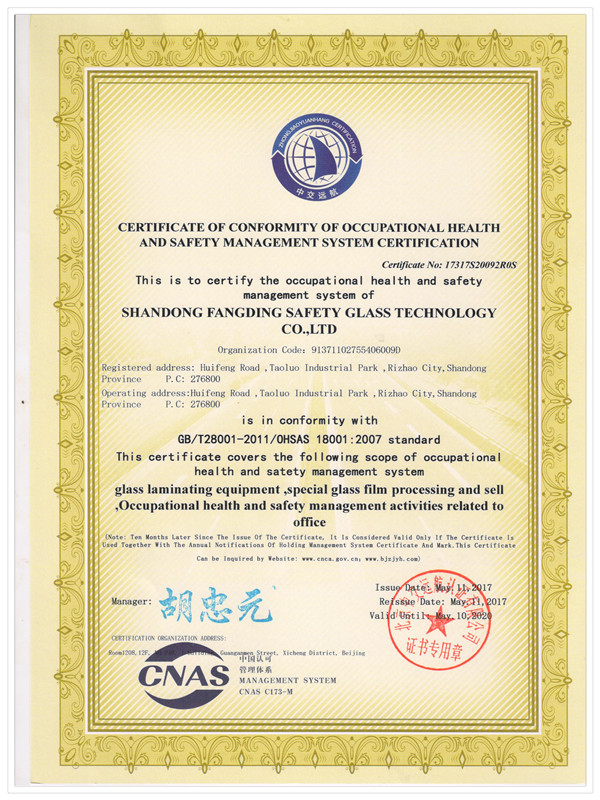 ZHONGJIAOYUANHANG CERTIFICATION
中交远航
CERTIFICATE OF CONFORMITY OF OCCUPATIONAL HEALTH
AND SAFETY MANAGEMENT SYSTEM CERTIFICATION
Certificate No: 17317S20092R0S
This is to certify the occupational health and safety
management system of
SHANDONG FANGDING SAFETY GLASS TECHNOLOGY
CO.,LTD
Organization Code: 91371102755406009D
Registered address: Huifeng Road ,Taoluo Industrial Park ,Rizhao City,Shandong
Province P.C: 276800
Operating address:Huifeng Road ,Taoluo Industrial Park ,Rizhao City,Shandong
Province P.C: 276800
is in conformity with
GB/T28001-2011/OHSAS 18001:2007 standard
This certificate covers the following scope of occupational
health and satety management system
glass laminating equipment ,special glass film processing and sell
,Occupational health and safety management activities related to
office
(Note: Ten Months Later Since The Issue Of The Certificate, It Is Considered Valid Only If The Certificate Is
Used Together With The Annual Notifications Of Holding Management System Certificate And Mark.This Certificate
Can be Inquired by Website: www.cnca.gov.cn; www.bjzjyh.com)
Issue Date: May.11,2017
Manager: 胡忠元
Reissue Date: May.11,2017
Valid Until: May.10,2020
证书专用章
CERTIFICATION ORGANIZATION ADDRESS:
Room1208,12F, Guanganmen Street, Xicheng District, Beijing
CNAS
中国认可
管理体系
MANAGEMENT SYSTEM
CNAS C173-M